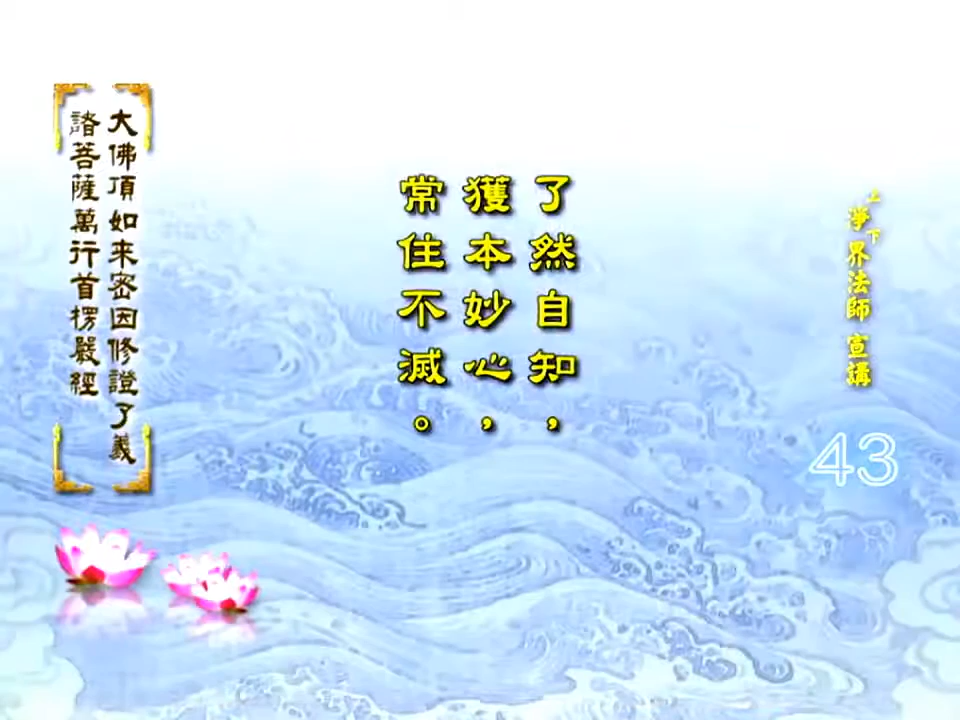 上淨下界法師 宣講
43
了然自知，
獲本妙心，
常住不滅。
大佛頂如来密因修證了義
諸菩薩萬行首楞嚴經